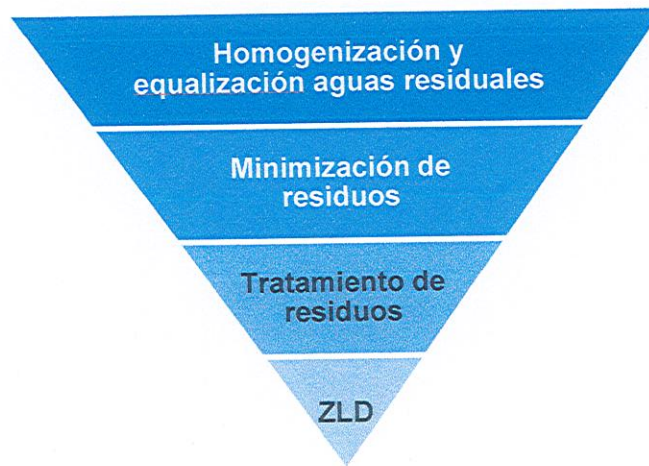 Homogenización y
equalización aguas residuales
Minimización de
residuos
Tratamiento de
residuos
ZLD